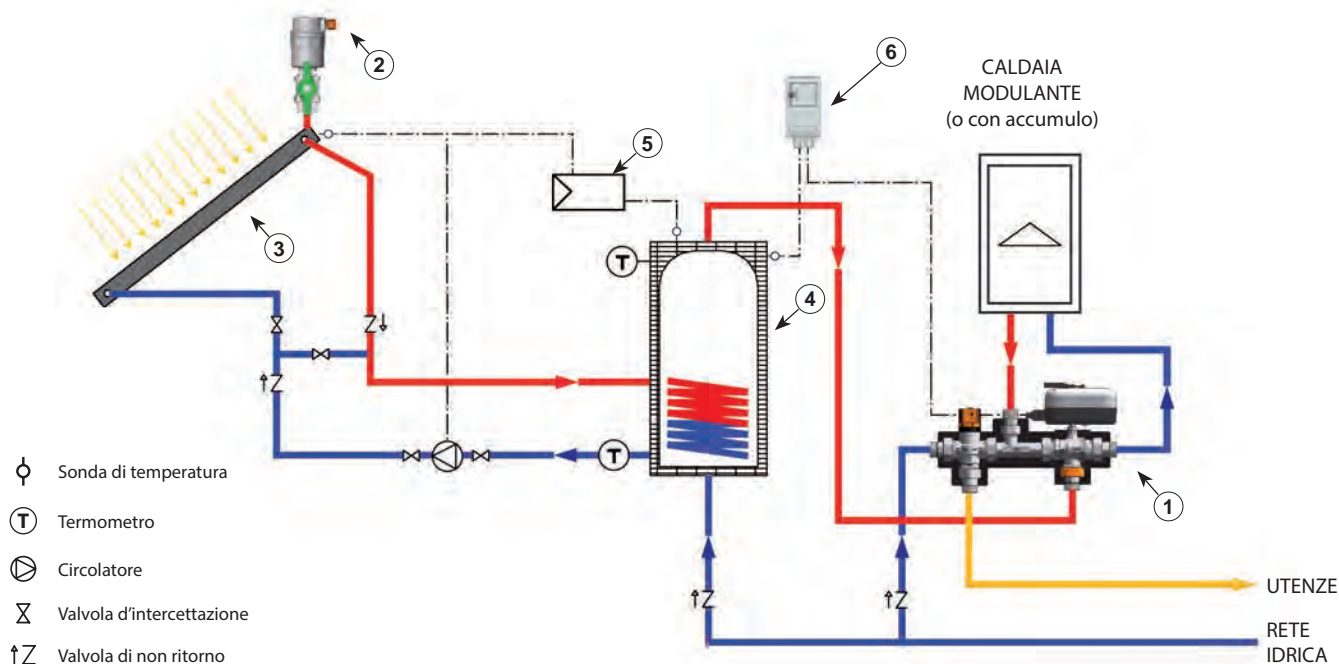 2
6
CALDAIA
MODULANTE
(o con accumulo)
5
3
T
4
Sonda di temperatura
T
1
T Termometro
Circolatore
UTENZE
Valvola d'intercettazione
RETE
IDRICA
Valvola di non ritorno